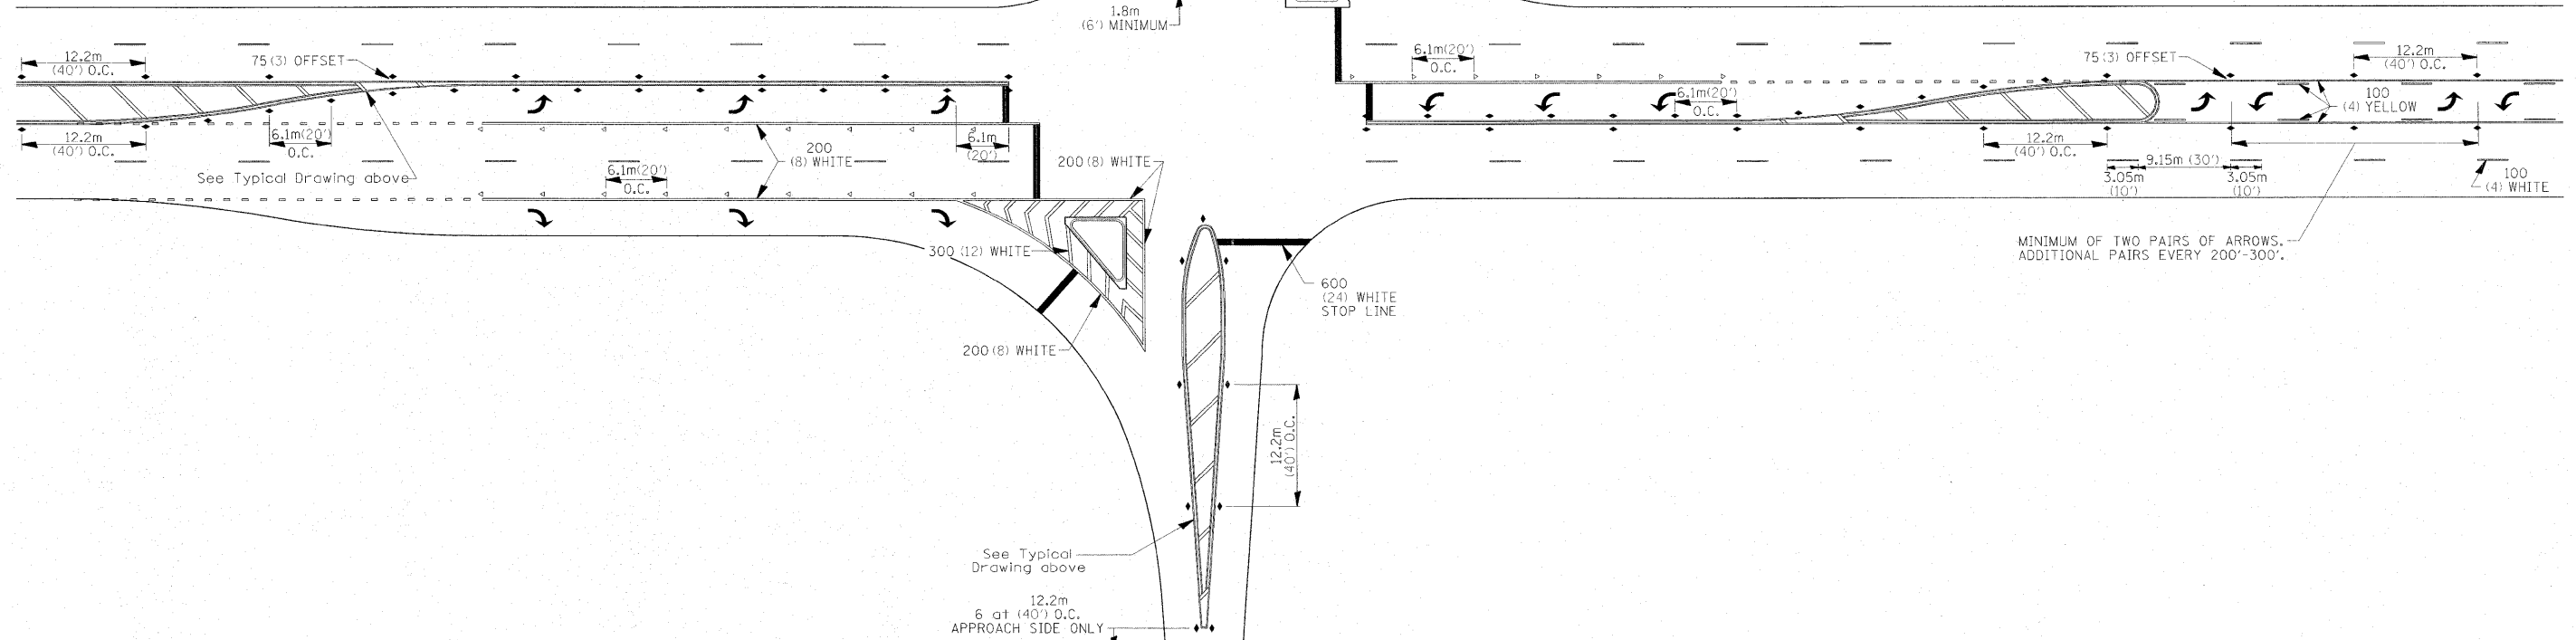 1.8m
(6') MINIMUM
12.2m
(40') O.C.
75 (3) OFFSET
12.2m
(40') O.C.
6.1m(20')
O.C.
See Typical Drawing above
200
(8) WHITE
6.1m
(20')
6.1m(20')
O.C.
200 (8) WHITE
300 (12) WHITE
200 (8) WHITE
600
(24) WHITE
STOP LINE
12.2m
(40') O.C.
See Typical
Drawing above
12.2m
6 at (40') O.C.
APPROACH SIDE ONLY
6.1m(20')
O.C.
6.1m(20')
O.C.
75 (3) OFFSET
12.2m
(40') O.C.
100
(4) YELLOW
12.2m
(40') O.C.
9.15m (30')
3.05m
(10')
3.05m
(10')
100
(4) WHITE
MINIMUM OF TWO PAIRS OF ARROWS.
ADDITIONAL PAIRS EVERY 200'-300'.